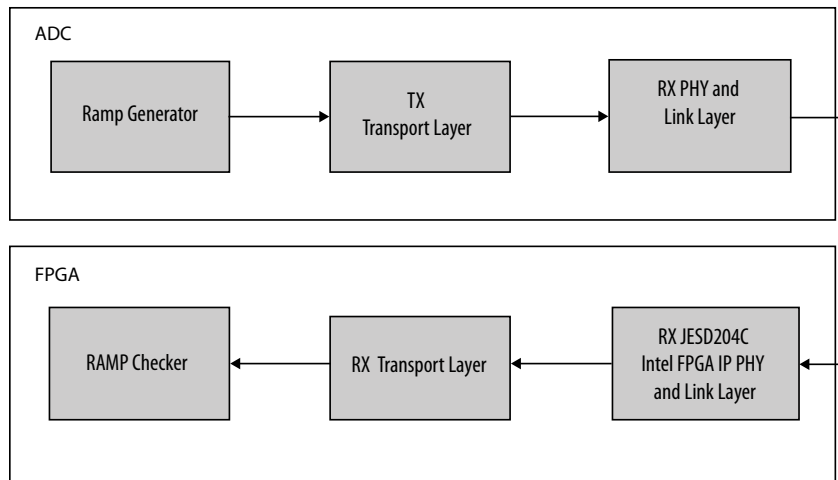 ADC
Ramp Generator
TX
Transport Layer
RX PHY and
Link Layer
FPGA
RAMP Checker
RX Transport Layer
RX JESD204C
Intel FPGA IP PHY
and Link Layer